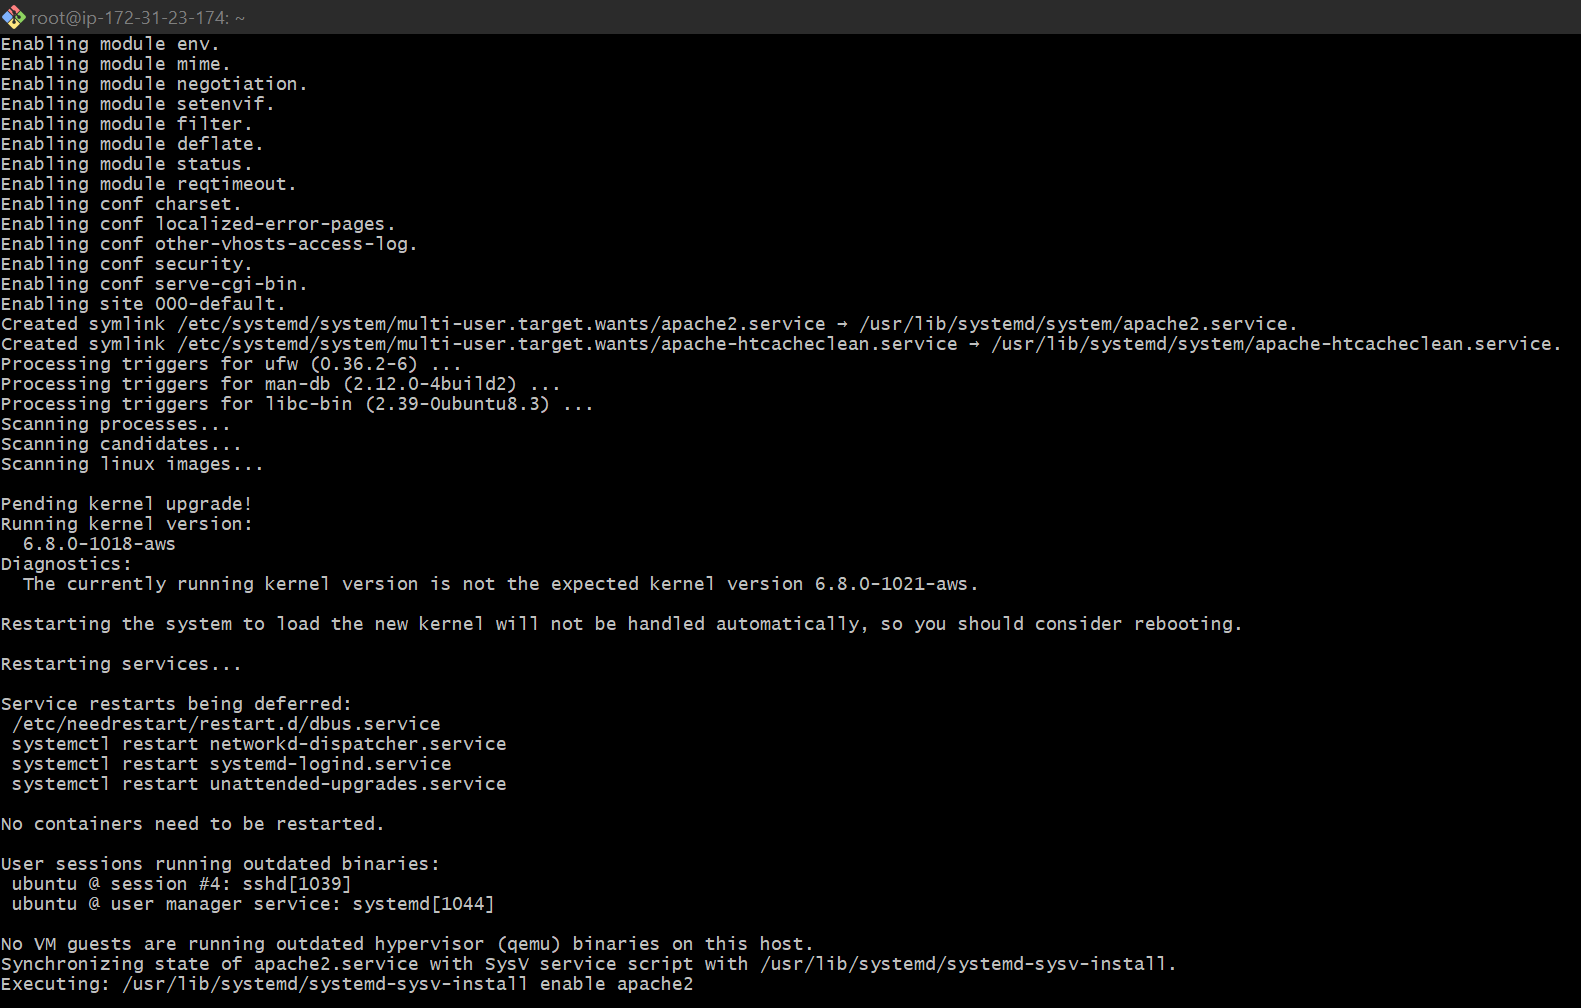 root@ip-172-31-23-174: ~
Enabling module env.
Enabling module mime.
Enabling module negotiation.
Enabling module setenvif.
Enabling module filter.
Enabling module deflate.
Enabling module status.
Enabling module reqtimeout.
Enabling conf charset.
Enabling conf localized-error-pages.
Enabling conf other-vhosts-access-log.
Enabling conf security.
Enabling conf serve-cgi-bin.
Enabling site 000-default.
Created symlink /etc/systemd/system/multi-user.target.wants/apache2.service → /usr/lib/systemd/system/apache2.service.
Created symlink /etc/systemd/system/multi-user.target.wants/apache-htcacheclean.service → /usr/lib/systemd/system/apache-htcacheclean.service.
Processing triggers for ufw (0.36.2-6) ...
Processing triggers for man-db (2.12.0-4build2) ...
Processing triggers for libc-bin (2.39-0ubuntu8.3) ...
Scanning processes...
Scanning candidates...
Scanning linux images...

Pending kernel upgrade!
Running kernel version:
  6.8.0-1018-aws
Diagnostics:
  The currently running kernel version is not the expected kernel version 6.8.0-1021-aws.

Restarting the system to load the new kernel will not be handled automatically, so you should consider rebooting.

Restarting services...

Service restarts being deferred:
 /etc/needrestart/restart.d/dbus.service
 systemctl restart networkd-dispatcher.service
 systemctl restart systemd-logind.service
 systemctl restart unattended-upgrades.service

No containers need to be restarted.

User sessions running outdated binaries:
 ubuntu @ session #4: sshd[1039]
 ubuntu @ user manager service: systemd[1044]

No VM guests are running outdated hypervisor (qemu) binaries on this host.
Synchronizing state of apache2.service with SysV service script with /usr/lib/systemd/systemd-sysv-install.
Executing: /usr/lib/systemd/systemd-sysv-install enable apache2